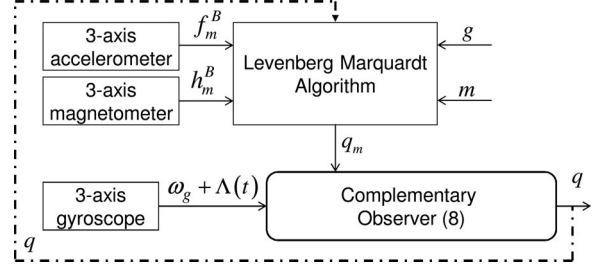 3-axis
accelerometer
f_m^B
3-axis
magnetometer
h_m^B
Levenberg Marquardt
Algorithm
g
m
q_m
3-axis
gyroscope
ω_g + Λ(t)
Complementary
Observer (8)
q
q